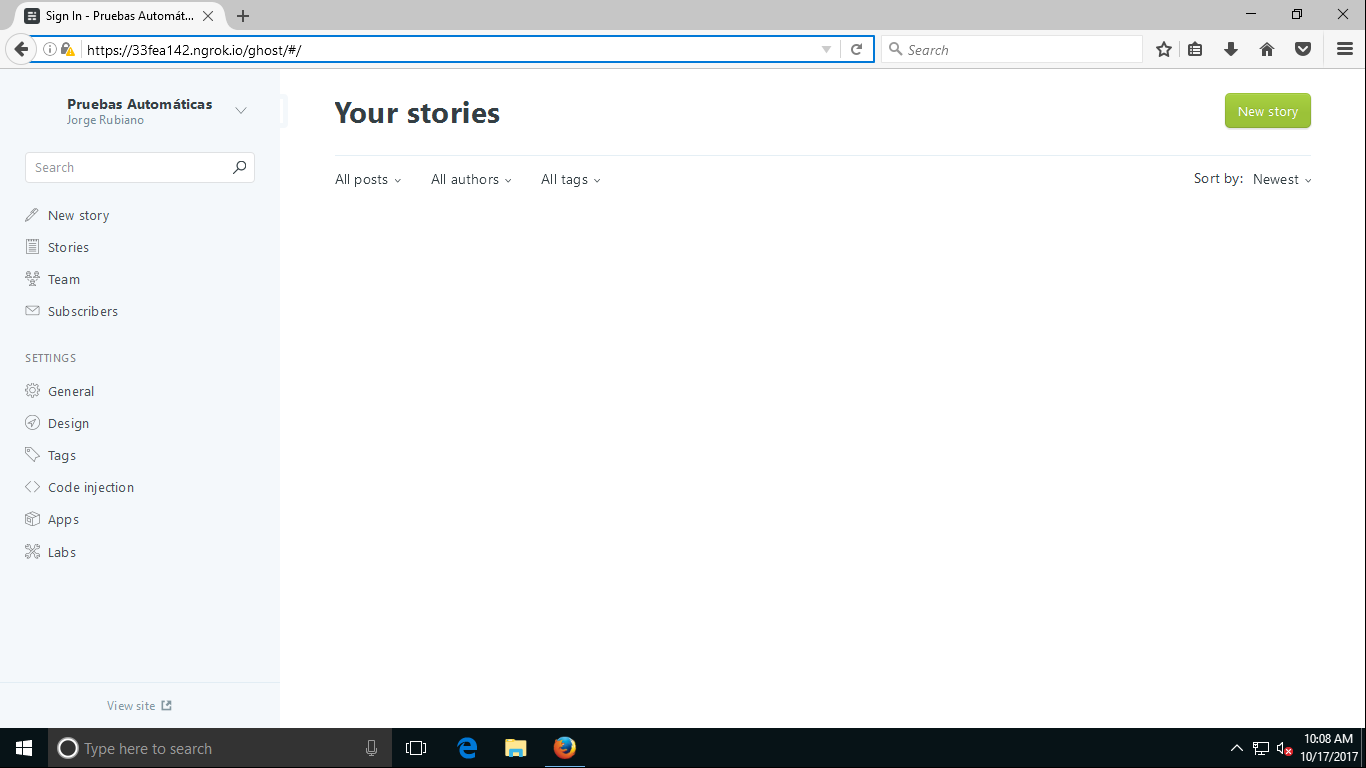 Sign In - Pruebas Automát...
https://33fea142.ngrok.io/ghost/#/
Search
Pruebas Automáticas
Jorge Rubiano
Search
New story
Stories
Team
Subscribers
SETTINGS
General
Design
Tags
Code injection
Apps
Labs
View site
Your stories
New story
All posts All authors All tags Sort by: Newest
Type here to search
10:08 AM
10/17/2017